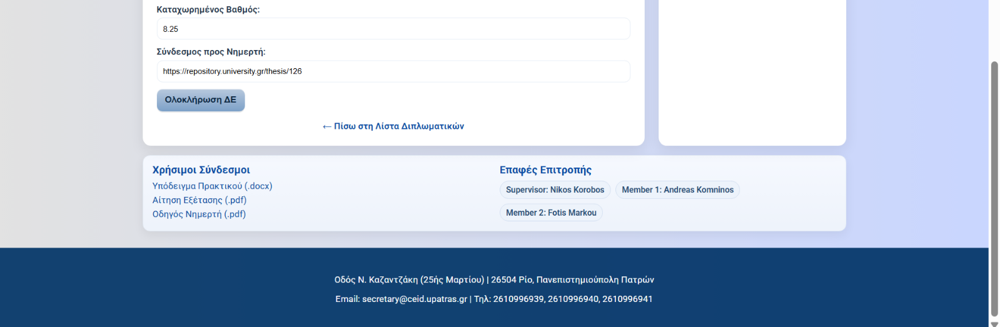 Καταχωρημένος Βαθμός:
8.25
Σύνδεσμος προς Νημερτή:
https://repository.university.gr/thesis/126
Ολοκλήρωση ΔΕ
← Πίσω στη Λίστα Διπλωματικών
Χρήσιμοι Σύνδεσμοι
Υπόδειγμα Πρακτικού (.docx)
Αίτηση Εξέτασης (.pdf)
Οδηγός Νημερτή (.pdf)
Επαφές Επιτροπής
Supervisor: Nikos Korobos
Member 1: Andreas Komninos
Member 2: Fotis Markou
Οδός Ν. Καζαντζάκη (25ής Μαρτίου) | 26504 Ρίο, Πανεπιστημιούπολη Πατρών
Email: secretary@ceid.upatras.gr | Τηλ: 2610996939, 2610996940, 2610996941